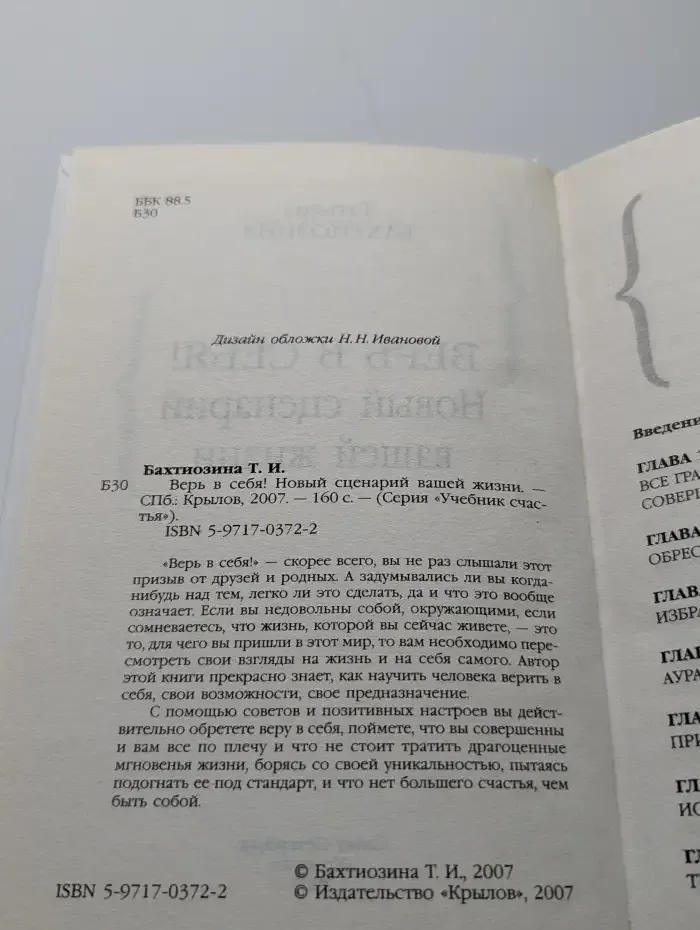 ББК 88.5
Б30
Дизайн обложки Н. Н. Ивановой
Бахтиозина Т. И.
Б30 Верь в себя! Новый сценарий вашей жизни. —
СПб.: Крылов, 2007. — 160 с. — (Серия «Учебник счас-
тья»).
ISBN 5-9717-0372-2
«Верь в себя!» — скорее всего, вы не раз слышали этот
призыв от друзей и родных. А задумывались ли вы когда-
нибудь над тем, легко ли это сделать, да и что это вообще
означает. Если вы недовольны собой, окружающими, если
сомневаетесь, что жизнь, которой вы сейчас живете, — это
то, для чего вы пришли в этот мир, то вам необходимо пере-
смотреть свои взгляды на жизнь и на себя самого. Автор
этой книги прекрасно знает, как научить человека верить в
себя, свои возможности, свое предназначение.
С помощью советов и позитивных настроев вы дейст-
вительно обретете веру в себя, поймете, что вы совершенны
и вам все по плечу и что не стоит тратить драгоценные
мгновенья жизни, борясь со своей уникальностью, пытаясь
подогнать ее под стандарт, и что нет большего счастья, чем
быть собой.
© Бахтиозина Т. И., 2007
ISBN 5-9717-0372-2 © Издательство «Крылов», 2007
Введени
ГЛАВА 1
ВСЕ ГРА
СОВЕРШ
ГЛАВА
ОБРЕС
ГЛАВА
ИЗБРА
ГЛАВ
АУРА
ГЛА
ПРИ
ГЛ
ИС
ГЛ